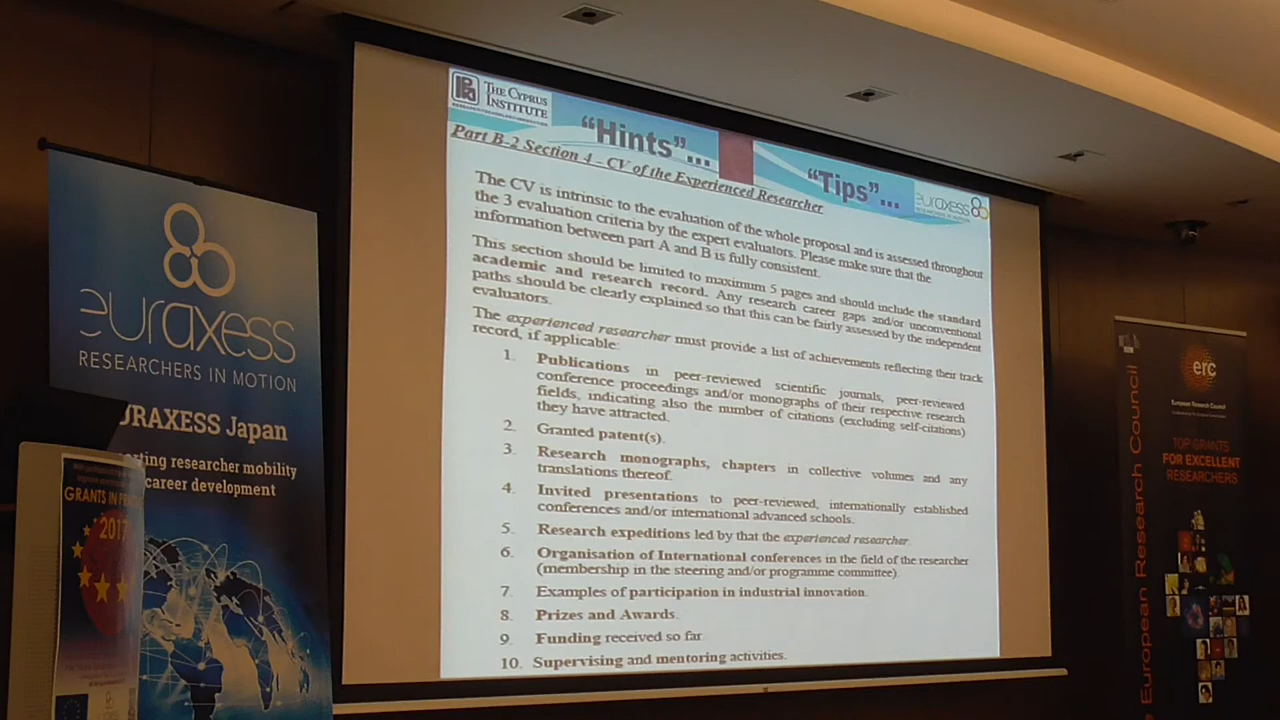 THE CYPRUS
INSTITUTE
RESEARCH•TECHNOLOGY•INNOVATION
“Hints”...
“Tips”...
euraxess
RESEARCHERS IN MOTION
Part B-2 Section 4 - CV of the Experienced Researcher
The CV is intrinsic to the evaluation of the whole proposal and is assessed throughout
the 3 evaluation criteria by the expert evaluators. Please make sure that the
information between part A and B is fully consistent.
This section should be limited to maximum 5 pages and should include the standard
academic and research record. Any research career gaps and/or unconventional
paths should be clearly explained so that this can be fairly assessed by the independent
evaluators.
The experienced researcher must provide a list of achievements reflecting their track
record, if applicable:
1. Publications in peer-reviewed scientific journals, peer-reviewed
conference proceedings and/or monographs of their respective research
fields, indicating also the number of citations (excluding self-citations)
they have attracted.
2. Granted patent(s).
3. Research monographs, chapters in collective volumes and any
translations thereof.
4. Invited presentations to peer-reviewed, internationally established
conferences and/or international advanced schools.
5. Research expeditions led by that the experienced researcher.
6. Organisation of International conferences in the field of the researcher
(membership in the steering and/or programme committee).
7. Examples of participation in industrial innovation.
8. Prizes and Awards.
9. Funding received so far
10. Supervising and mentoring activities.
euraxess
RESEARCHERS IN MOTION
URAXESS Japan
rting researcher mobility
career development
GRANTS IN
2017
erc
European Research Council
TOP GRANTS
FOR EXCELLENT
RESEARCHERS
European Research Council